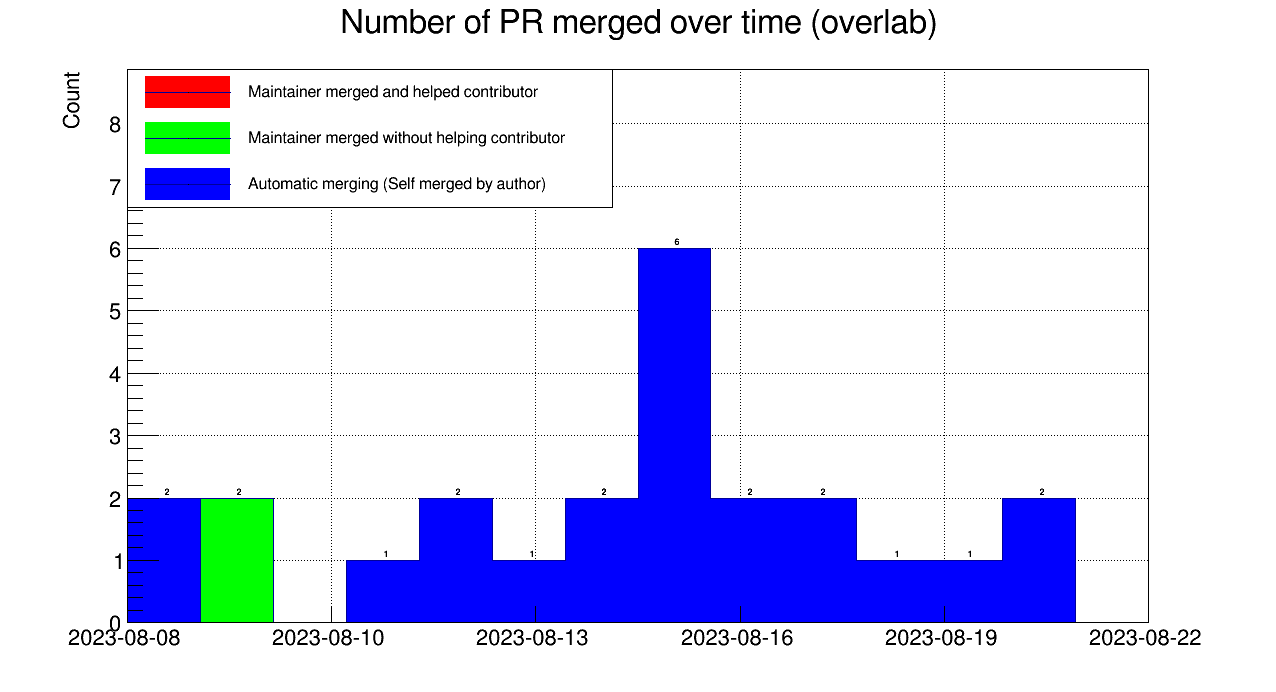 Number of PR merged over time (overlab)
Count
Maintainer merged and helped contributor
Maintainer merged without helping contributor
Automatic merging (Self merged by author)
8
7
6
5
4
3
2
1
0
6
2 2 2 2 2 2 2
1 1 1 1
2023-08-08 2023-08-10 2023-08-13 2023-08-16 2023-08-19 2023-08-22